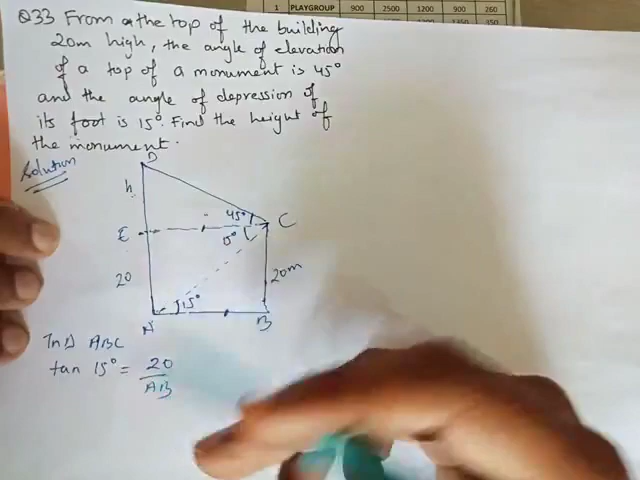 1 PLAYGROUP 900 2500 1200 900 260
Q33 From the top of the building
20m high, the angle of elevation
of a top of a monument is 45°
and the angle of depression of
its foot is 15°. Find the height of
the monument.
Solution
D
h
45°
C
E
15°
20
20m
15°
B
In Δ ABC
tan 15° = 20
AB